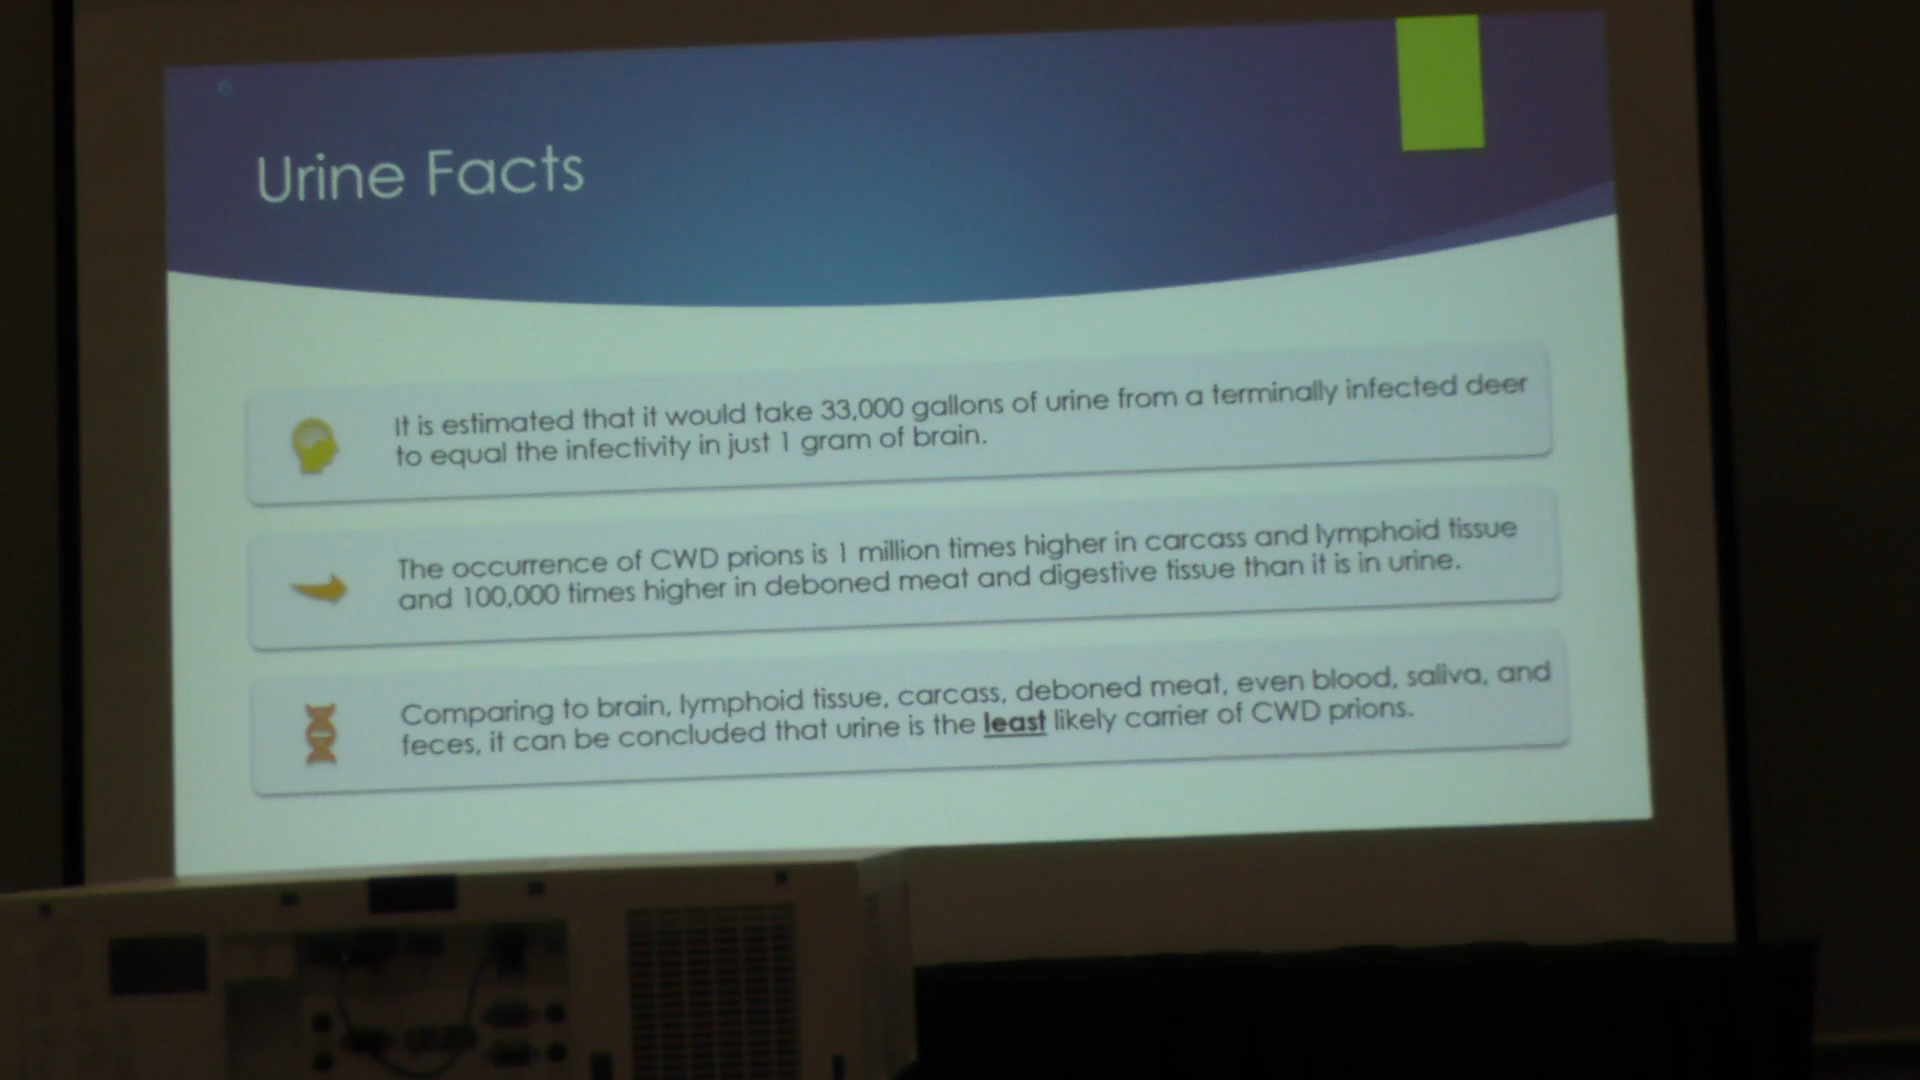 Urine Facts
It is estimated that it would take 33,000 gallons of urine from a terminally infected deer
to equal the infectivity in just 1 gram of brain.
The occurrence of CWD prions is 1 million times higher in carcass and lymphoid tissue
and 100,000 times higher in deboned meat and digestive tissue than it is in urine.
Comparing to brain, lymphoid tissue, carcass, deboned meat, even blood, saliva, and
feces, it can be concluded that urine is the least likely carrier of CWD prions.